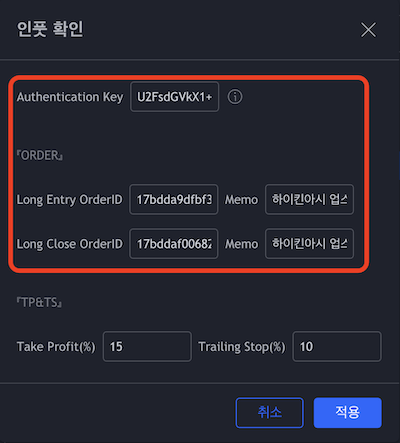 인풋 확인
Authentication Key U2FsdGVkX1+
『ORDER』
Long Entry OrderID 17bdda9dfbf3 Memo 하이킨아시 업스
Long Close OrderID 17bddaf00682 Memo 하이킨아시 업스
『TP&TS』
Take Profit(%) 15 Trailing Stop(%) 10
취소 적용